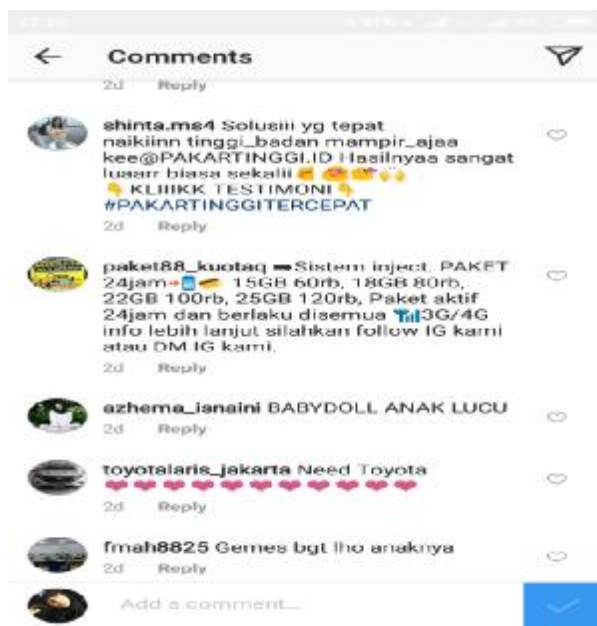 Comments
2d Reply
shinta.ms4 Solusiii yg tepat
naikiinn tinggi_badan mampir_ajaa
kee@PAKARTINGGI.ID Hasilnyaa sangat
luaarr biasa sekalii
KLIIIKK TESTIMONI
#PAKARTINGGITERCEPAT
2d Reply
paket88_kuotaq Sistem inject. PAKET
24jam 15GB 60rb, 18GB 80rb,
22GB 100rb, 25GB 120rb, Paket aktif
24jam dan berlaku disemua 3G/4G
info lebih lanjut silahkan follow IG kami
atau DM IG kami.
2d Reply
azhema_isnaini BABYDOLL ANAK LUCU
2d Reply
toyotalaris_jakarta Need Toyota
2d Reply
fmah8825 Gemes bgt lho anaknya
2d Reply
Add a comment...